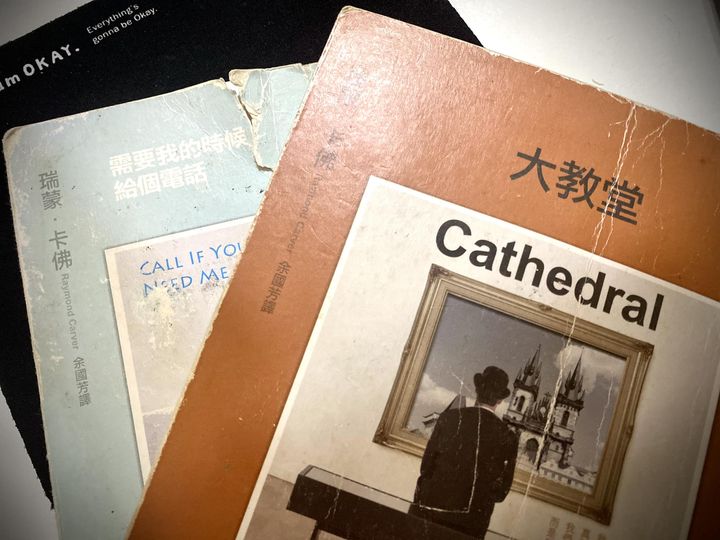 I'm OKAY.
Everything's
gonna be Okay.
需要我的時候
給個電話
瑞蒙·卡佛 Raymond Carver 余國芳譯
CALL IF YOU
NEED ME
卡佛 Raymond Carver 余國芳譯
大教堂
Cathedral